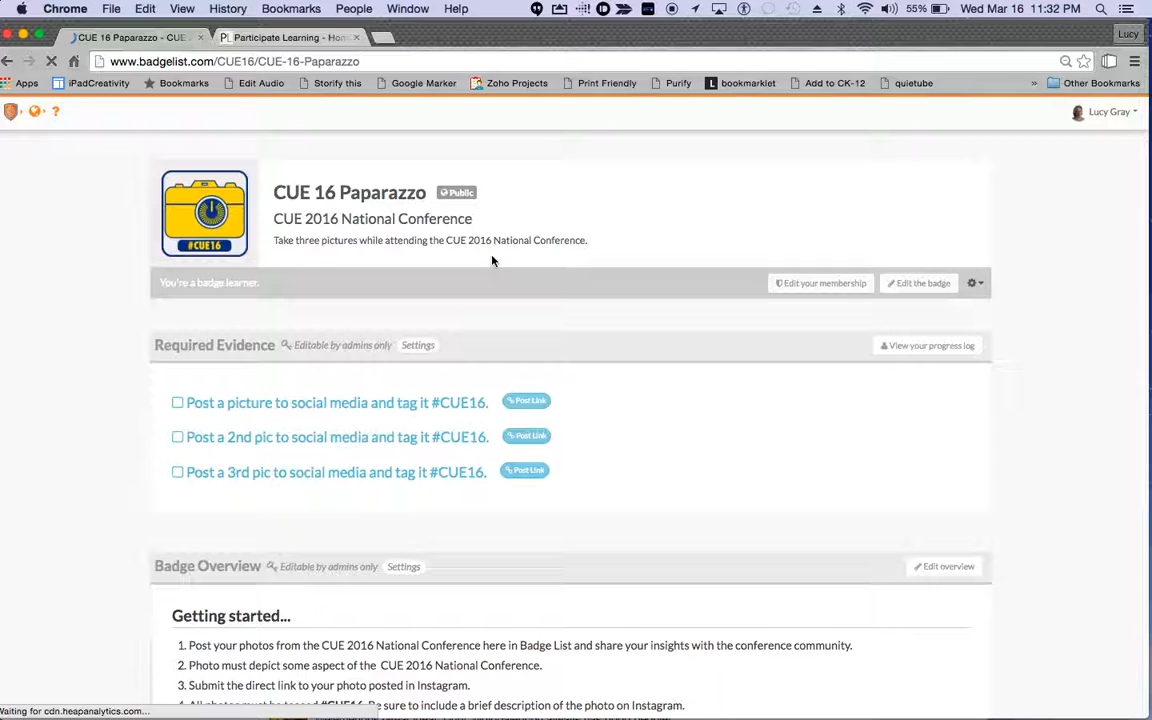 Chrome File Edit View History Bookmarks People Window Help 55% Wed Mar 16 11:32 PM
CUE 16 Paparazzo - CUE ... × Participate Learning - Hom × Lucy
www.badgelist.com/CUE16/CUE-16-Paparazzo
Apps iPadCreativity Bookmarks Edit Audio Storify this Google Marker Zoho Projects Print Friendly Purify bookmarklet Add to CK-12 quietube » Other Bookmarks
? Lucy Gray
CUE 16 Paparazzo Public
CUE 2016 National Conference
Take three pictures while attending the CUE 2016 National Conference.
#CUE16
You're a badge learner. Edit your membership Edit the badge
Required Evidence Editable by admins only Settings View your progress log
Post a picture to social media and tag it #CUE16. Post Link
Post a 2nd pic to social media and tag it #CUE16. Post Link
Post a 3rd pic to social media and tag it #CUE16. Post Link
Badge Overview Editable by admins only Settings Edit overview
Getting started...
1. Post your photos from the CUE 2016 National Conference here in Badge List and share your insights with the conference community.
2. Photo must depict some aspect of the CUE 2016 National Conference.
3. Submit the direct link to your photo posted in Instagram.
4. All photos must be tagged #CUE16. Be sure to include a brief description of the photo on Instagram.
Waiting for cdn.heapanalytics.com...